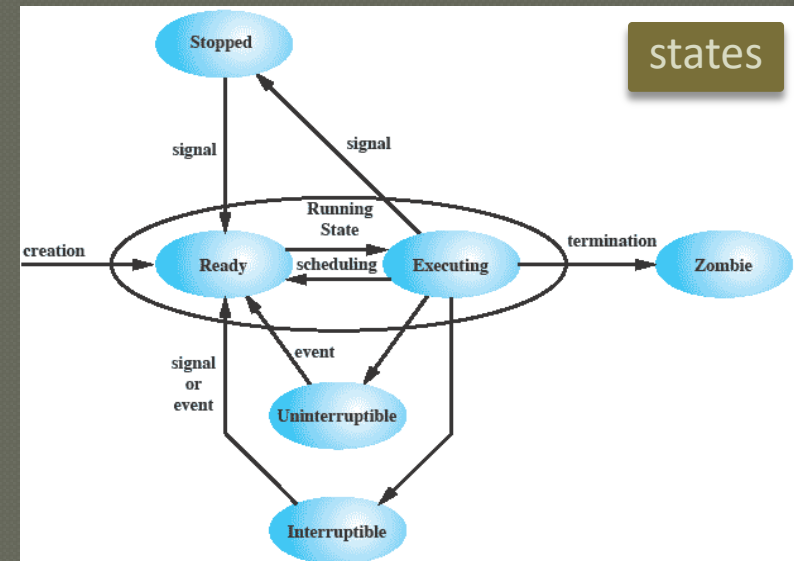 states
Stopped
signal
signal
Running
State
creation
Ready
scheduling
Executing
termination
Zombie
signal
or
event
event
Uninterruptible
Interruptible